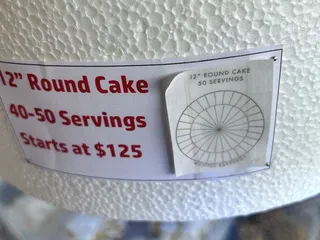 12" Round Cake
40-50 Servings
Starts at $125
12" ROUND CAKE
50 SERVINGS